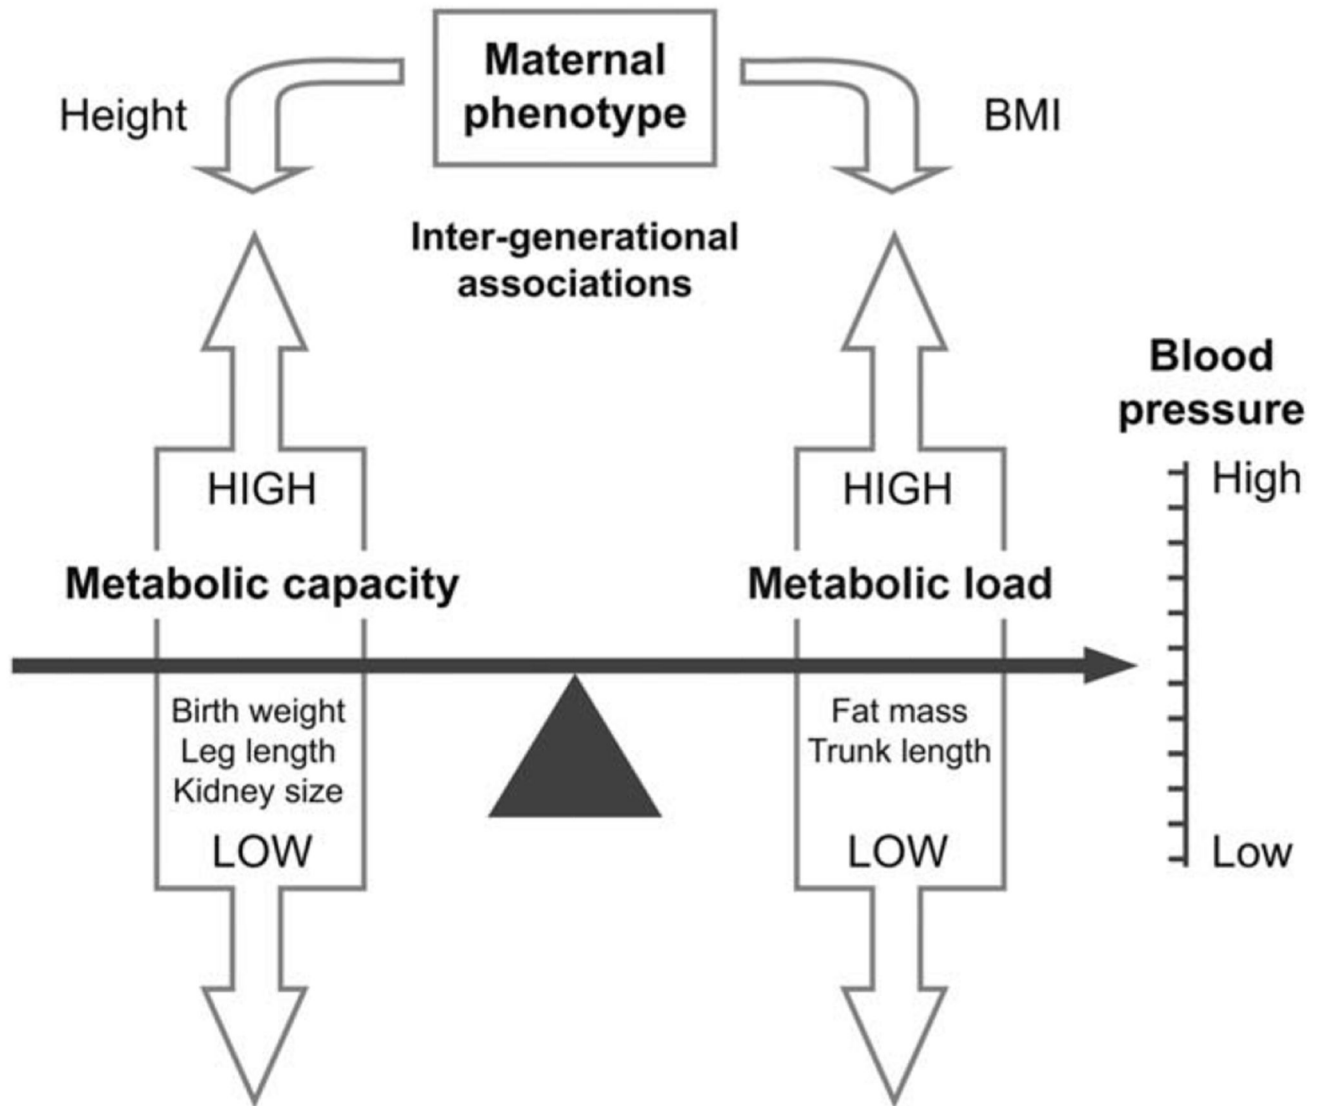 Maternal
phenotype
Height
BMI
Inter-generational
associations
Blood
pressure
HIGH
HIGH
High
Metabolic capacity
Metabolic load
Birth weight
Leg length
Kidney size
Fat mass
Trunk length
LOW
LOW
Low